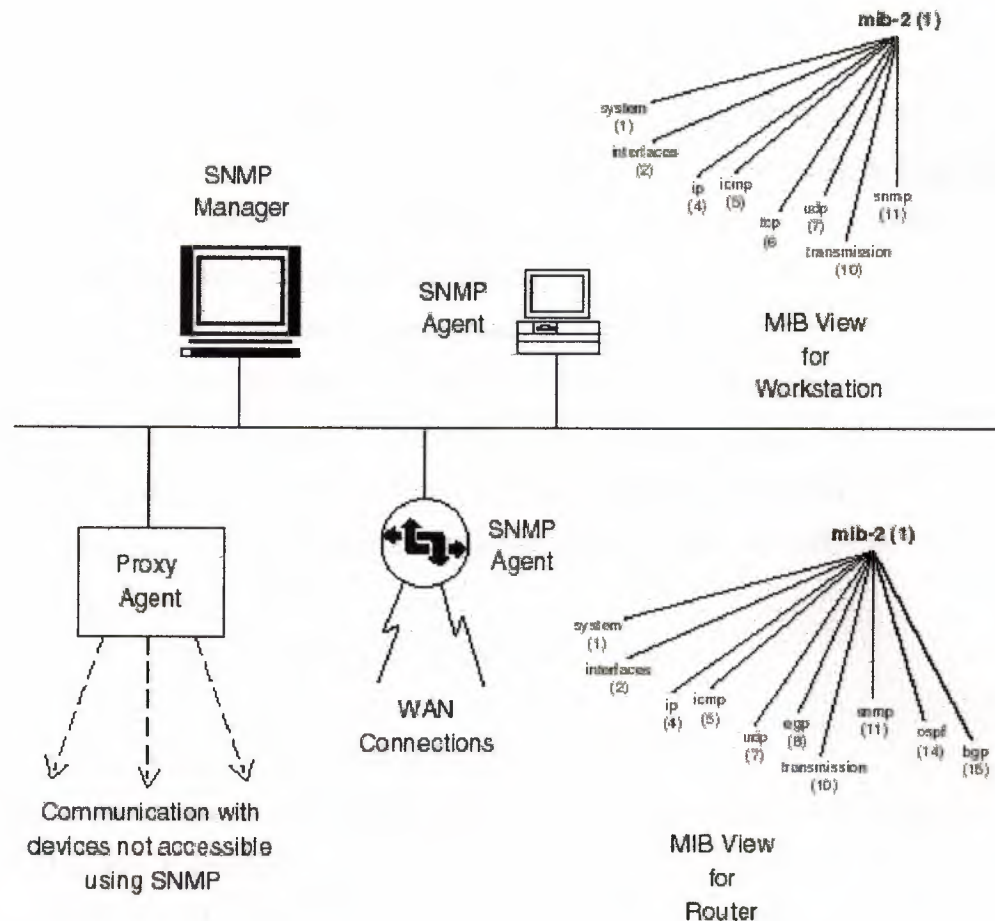 mib-2 (1)
system
(1)
interfaces
(2)
ip
(4)
icmp
(5)
tcp
(6
udp
(7)
transmission
(10)
snmp
(11)
MIB View
for
Workstation
SNMP
Manager
SNMP
Agent
Proxy
Agent
SNMP
Agent
WAN
Connections
Communication with
devices not accessible
using SNMP
mib-2 (1)
system
(1)
interfaces
(2)
ip
(4)
icmp
(5)
udp
(7)
egp
(8)
transmission
(10)
snmp
(11)
ospf
(14)
bgp
(15)
MIB View
for
Router